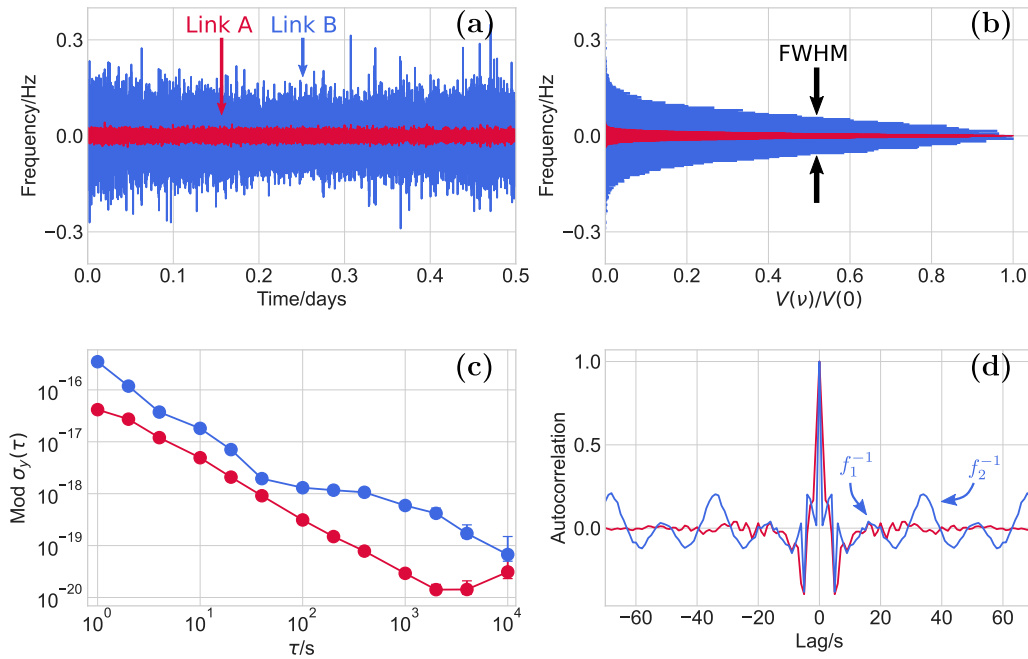 (a)
Link A
Link B
Frequency/Hz
0.3
0.0
−0.3
0.0
0.1
0.2
0.3
0.4
0.5
Time/days
(b)
FWHM
Frequency/Hz
0.3
0.0
−0.3
0.0
0.2
0.4
0.6
0.8
1.0
V(ν)/V(0)
(c)
Mod σ_y(τ)
10^{−16}
10^{−17}
10^{−18}
10^{−19}
10^{−20}
10^0
10^1
10^2
10^3
10^4
τ/s
(d)
f_1^{−1}
f_2^{−1}
Autocorrelation
1.0
0.5
0.0
−60
−40
−20
0
20
40
60
Lag/s